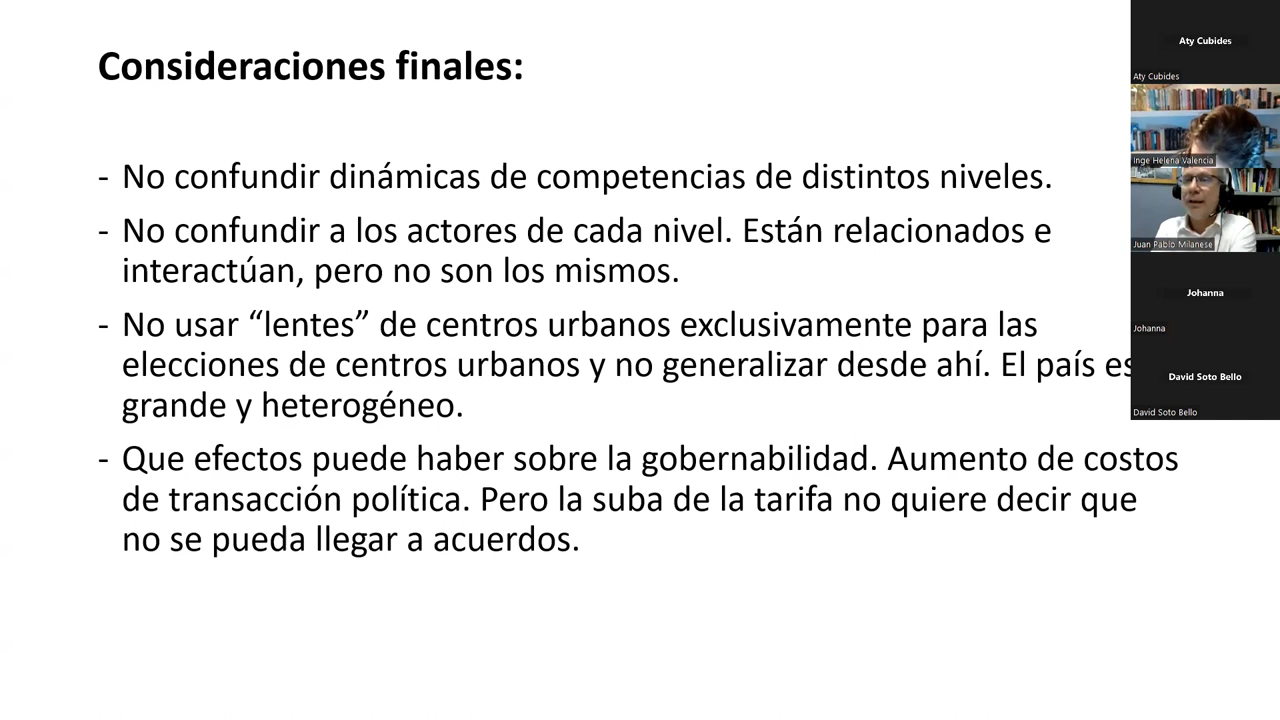 Consideraciones finales:
- No confundir dinámicas de competencias de distintos niveles.
- No confundir a los actores de cada nivel. Están relacionados e
interactúan, pero no son los mismos.
- No usar “lentes” de centros urbanos exclusivamente para las
elecciones de centros urbanos y no generalizar desde ahí. El país es
grande y heterogéneo.
- Que efectos puede haber sobre la gobernabilidad. Aumento de costos
de transacción política. Pero la suba de la tarifa no quiere decir que
no se pueda llegar a acuerdos.
Aty Cubides
Aty Cubides
Inge Helena Valencia
Juan Pablo Milanese
Johanna
Johanna
David Soto Bello
David Soto Bello